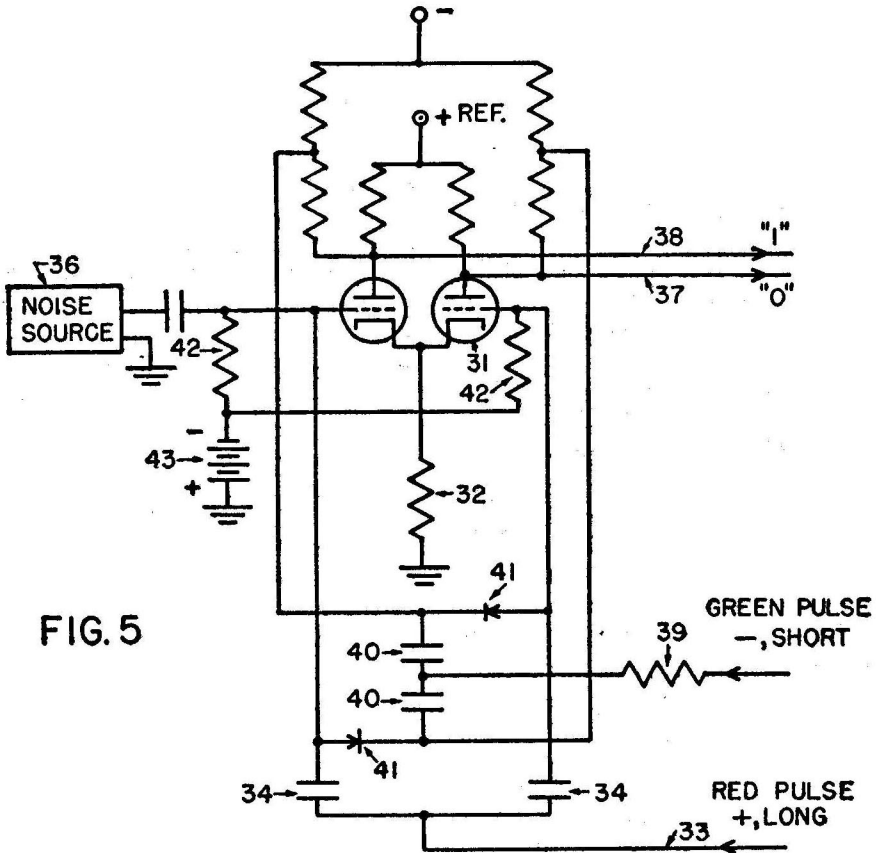 −
+ REF.
38
"1"
36
NOISE
SOURCE
37
"0"
42
31
42
−
43
+
32
41
FIG. 5
GREEN PULSE
−, SHORT
40
39
40
41
34
34
RED PULSE
+, LONG
33